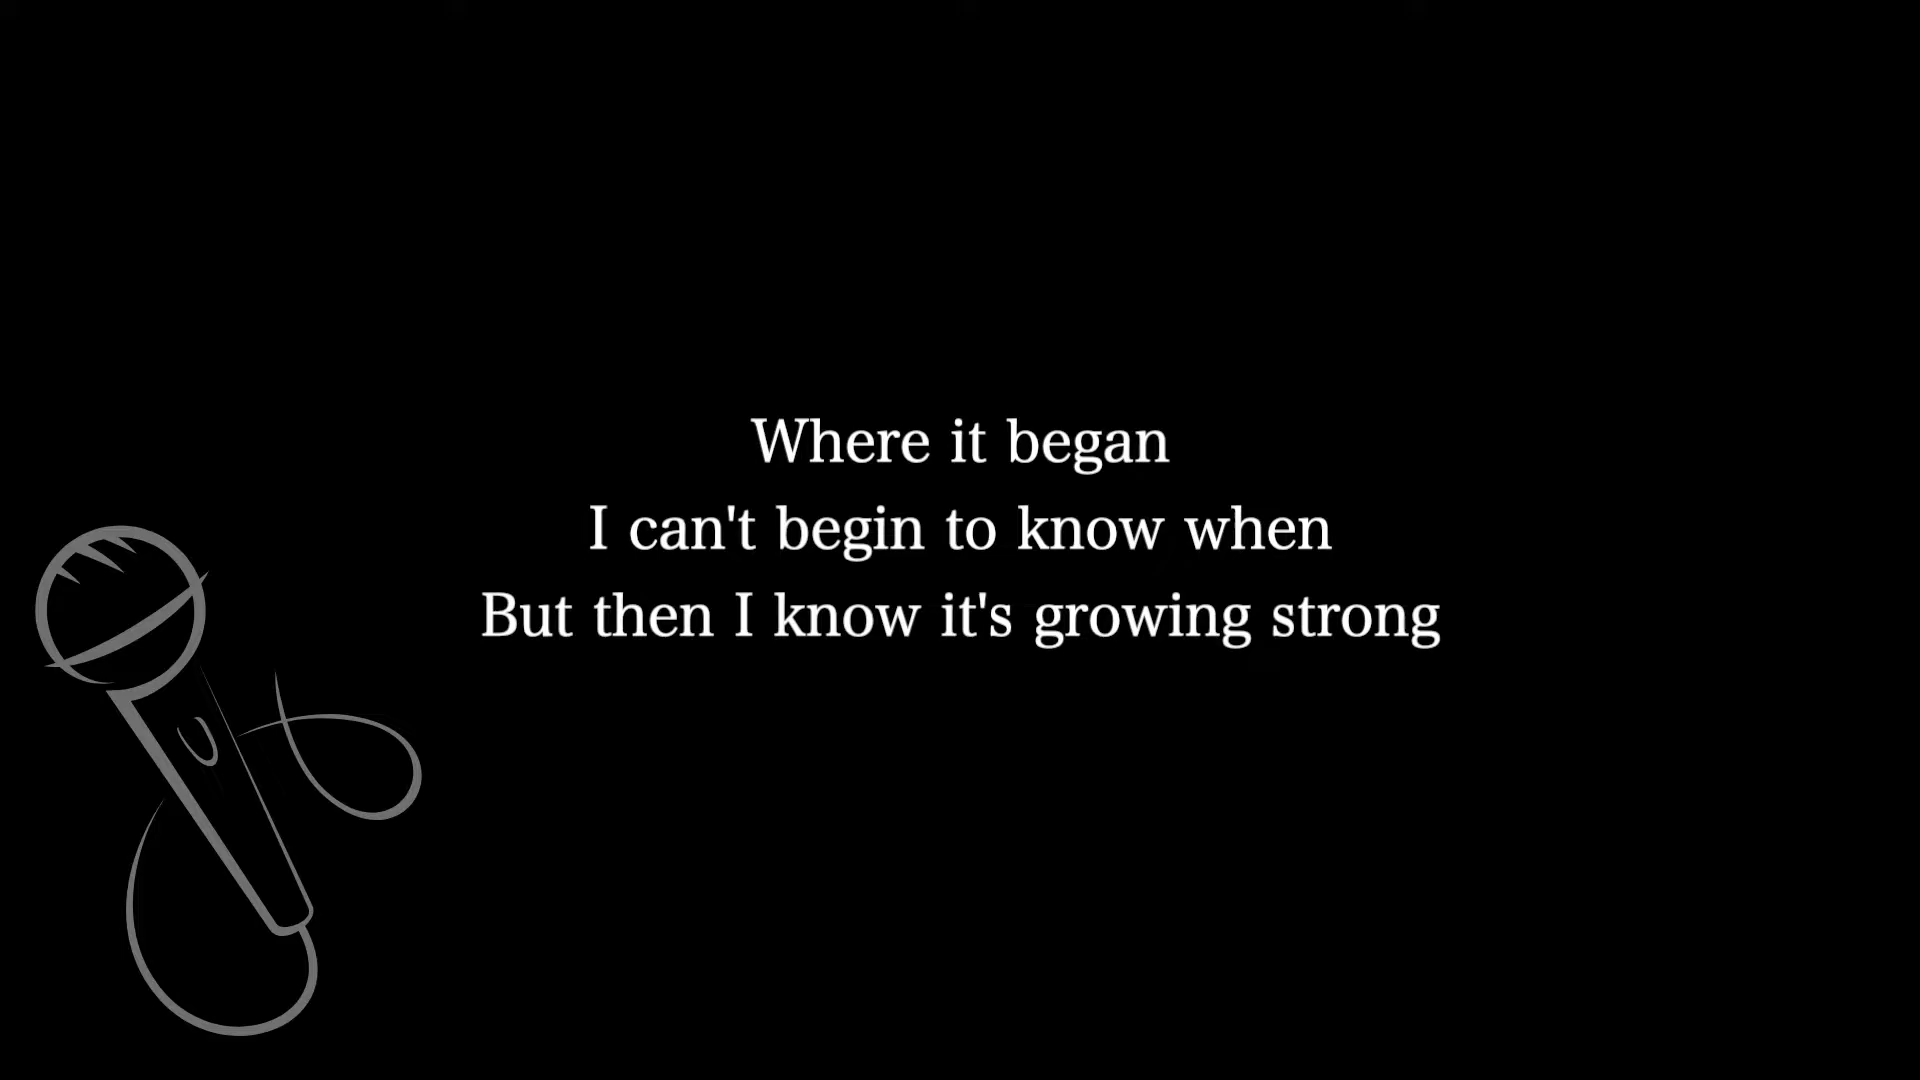 Where it began
I can't begin to know when
But then I know it's growing strong